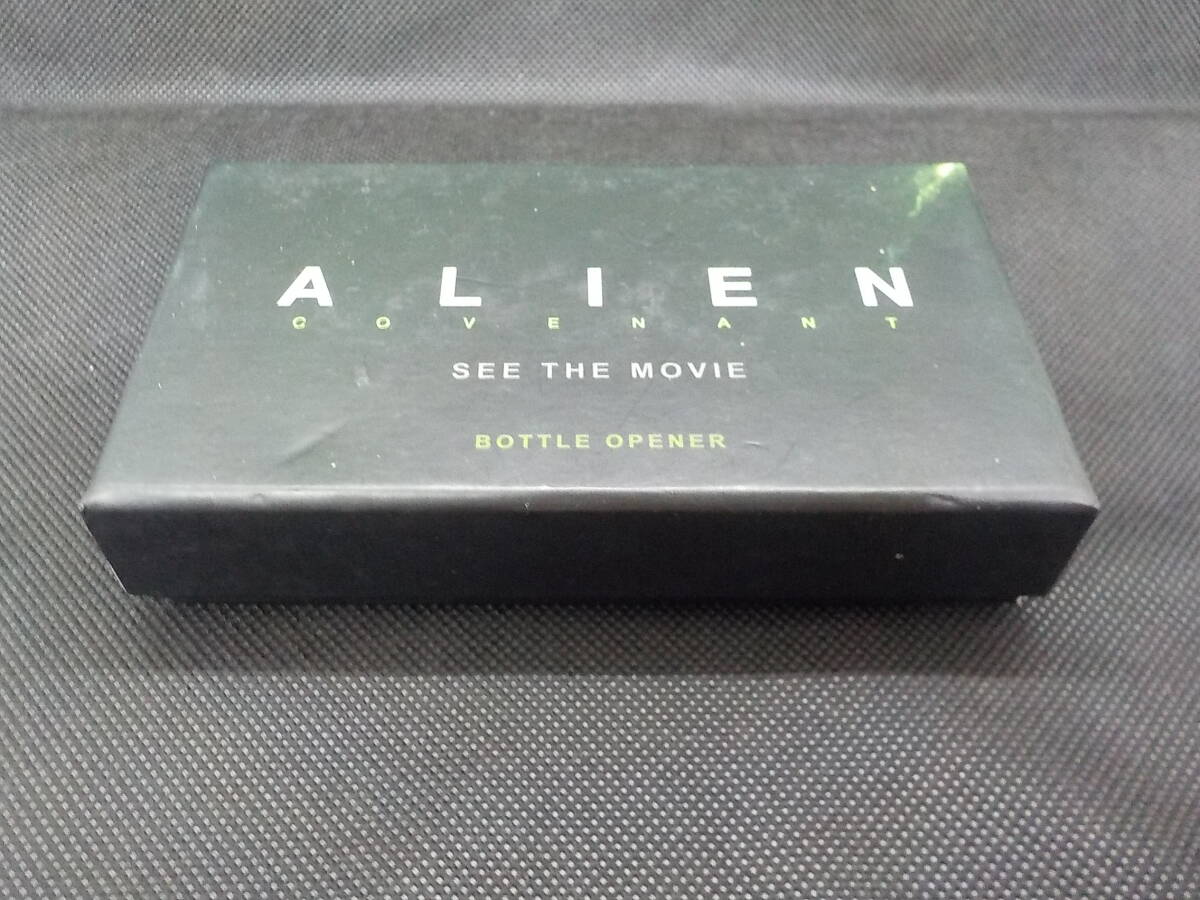 ALIEN
COVENANT
SEE THE MOVIE
BOTTLE OPENER